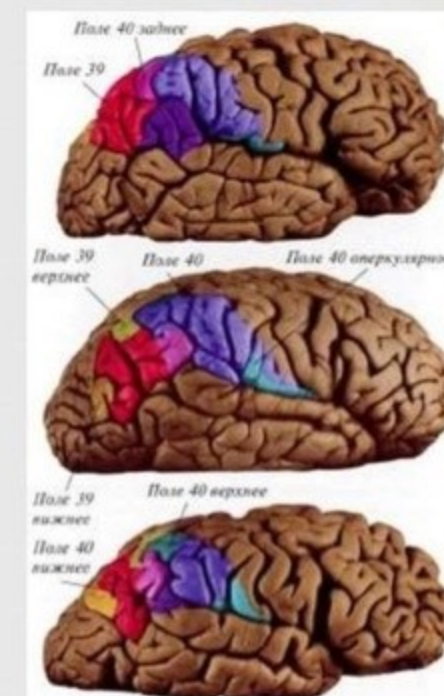 Поле 40 заднее
Поле 39
Поле 39
верхнее
Поле 40
Поле 40 оперкулярно
Поле 39
нижнее
Поле 40 верхнее
Поле 40
нижнее